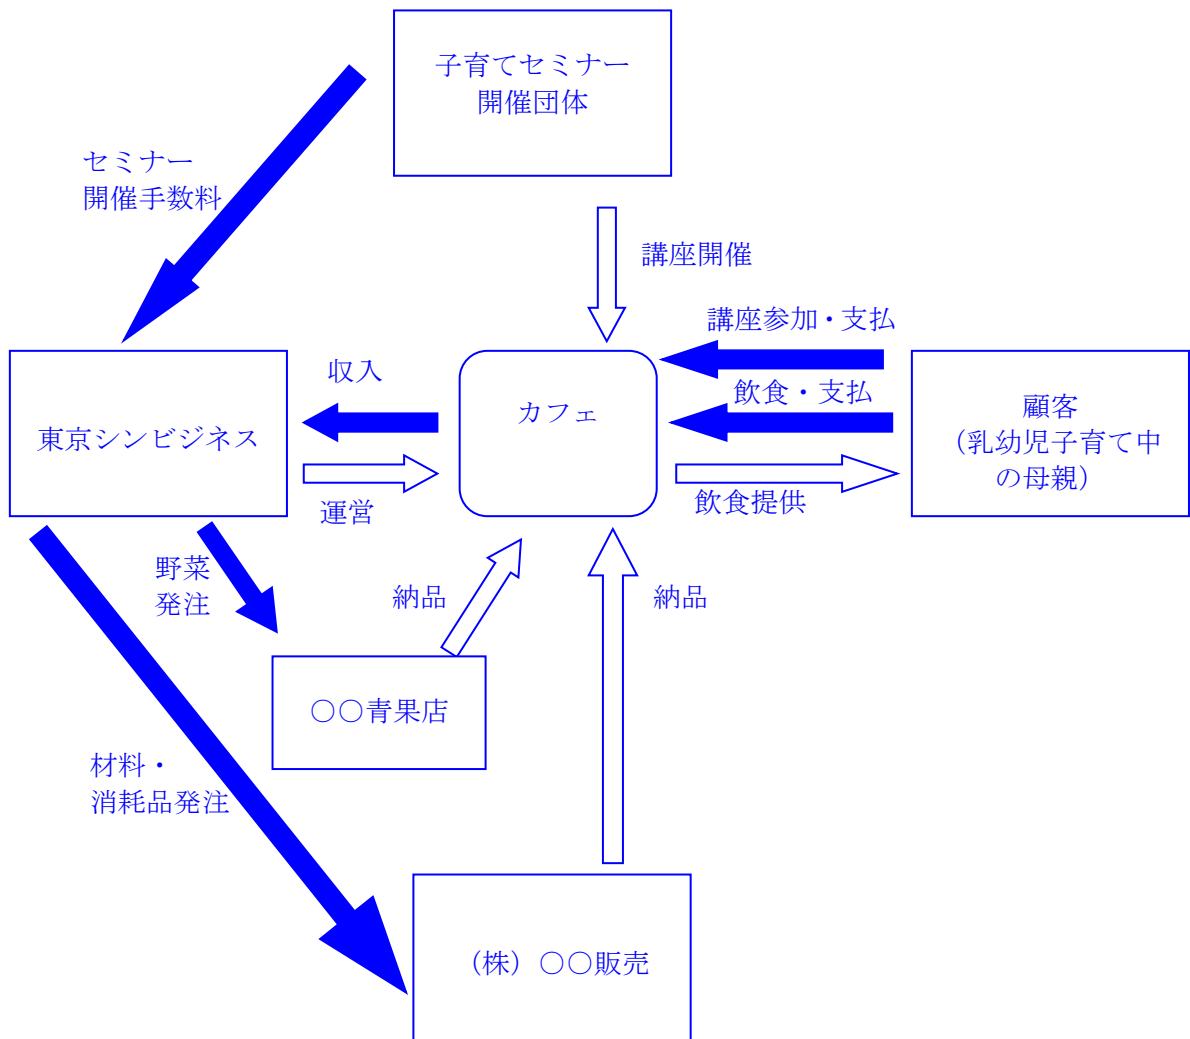 子育てセミナー
開催団体
セミナー
開催手数料
講座開催
講座参加・支払
収入
飲食・支払
カフェ
東京シンビジネス
顧客
（乳幼児子育て中
の母親）
運営
飲食提供
野菜
発注
納品
納品
〇〇青果店
材料・
消耗品発注
（株）〇〇販売